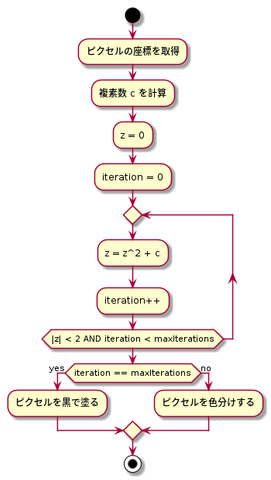 ピクセルの座標を取得
複素数 c を計算
z = 0
iteration = 0
z = z^2 + c
iteration++
|z| < 2 AND iteration < maxIterations
yes
iteration == maxIterations
no
ピクセルを黒で塗る
ピクセルを色分けする